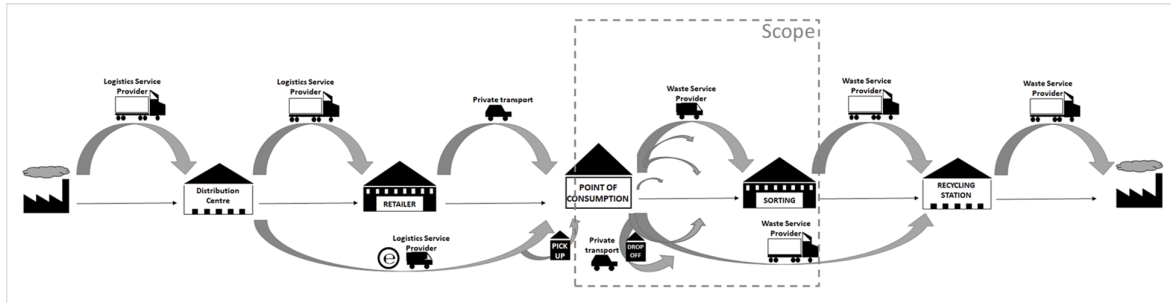 Scope
Logistics Service
Provider
Logistics Service
Provider
Private transport
Waste Service
Provider
Waste Service
Provider
Waste Service
Provider
Distribution
Centre
RETAILER
POINT OF
CONSUMPTION
SORTING
RECYCLING
STATION
e
Logistics Service
Provider
PICK
UP
Private
transport
DROP
OFF
Waste Service
Provider